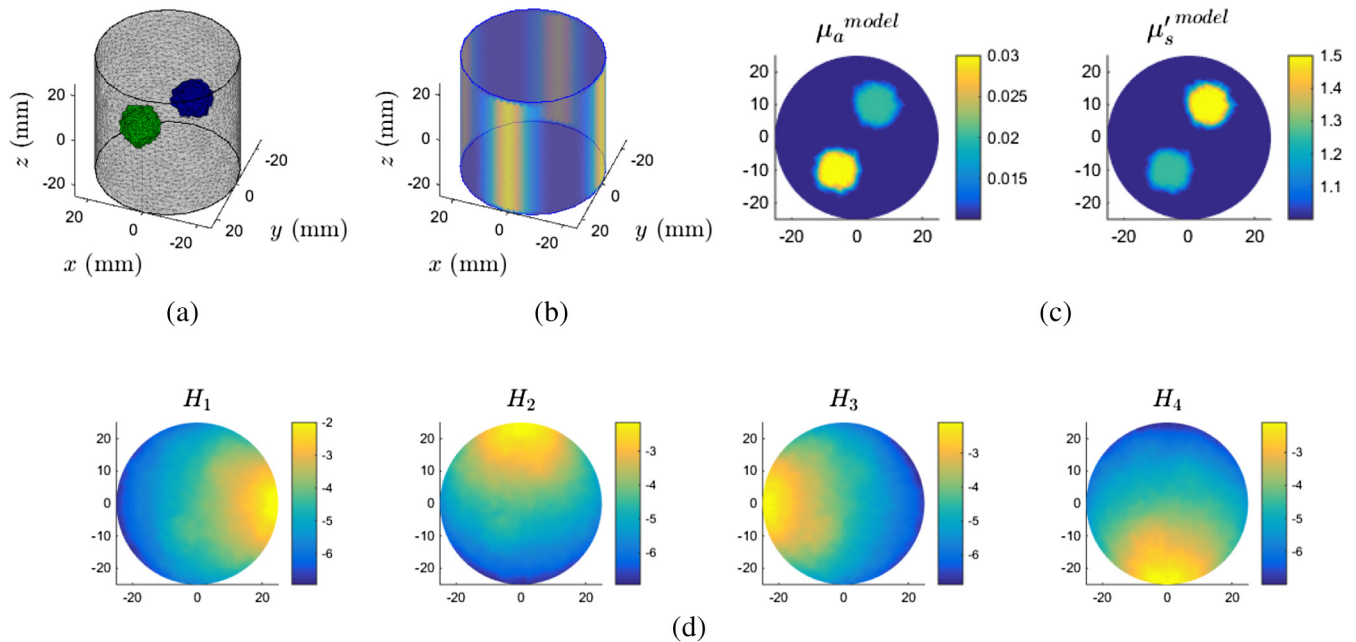 μₐ^model μ′ₛ^model
z (mm) 20 0 -20
20 0 -20
x (mm)
-20 0 20
y (mm)
z (mm) 20 0 -20
20 0 -20
x (mm)
-20 0 20
y (mm)
20 10 0 -10 -20
-20 0 20
0.03 0.025 0.02 0.015
20 10 0 -10 -20
-20 0 20
1.5 1.4 1.3 1.2 1.1
(a) (b) (c)
H₁ H₂ H₃ H₄
20 10 0 -10 -20
-20 0 20
-2 -3 -4 -5 -6
20 10 0 -10 -20
-20 0 20
-3 -4 -5 -6
20 10 0 -10 -20
-20 0 20
-3 -4 -5 -6
20 10 0 -10 -20
-20 0 20
-3 -4 -5 -6
(d)